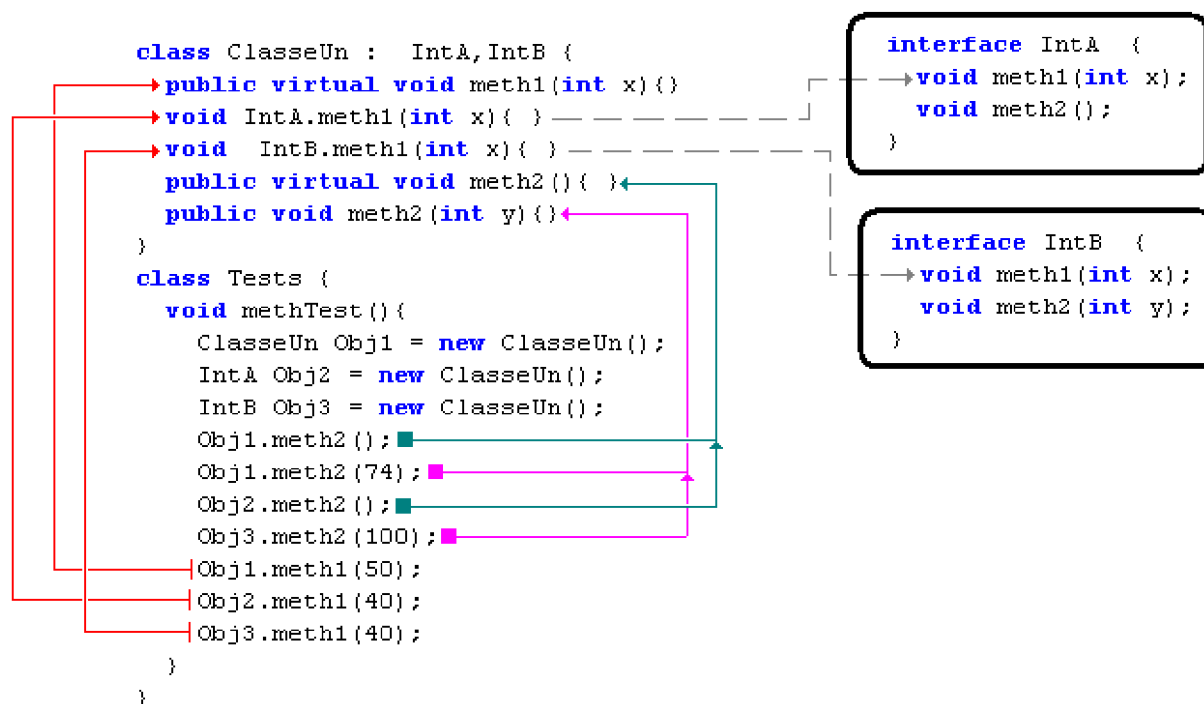 class ClasseUn :  IntA,IntB {
public virtual void meth1(int x){}
void IntA.meth1(int x){ }
void  IntB.meth1(int x){ }
public virtual void meth2(){ }
public void meth2(int y){}
}
class Tests {
void methTest(){
ClasseUn Obj1 = new ClasseUn();
IntA Obj2 = new ClasseUn();
IntB Obj3 = new ClasseUn();
Obj1.meth2();
Obj1.meth2(74);
Obj2.meth2();
Obj3.meth2(100);
Obj1.meth1(50);
Obj2.meth1(40);
Obj3.meth1(40);
}
}
interface IntA  {
void meth1(int x);
void meth2();
}
interface IntB  {
void meth1(int x);
void meth2(int y);
}